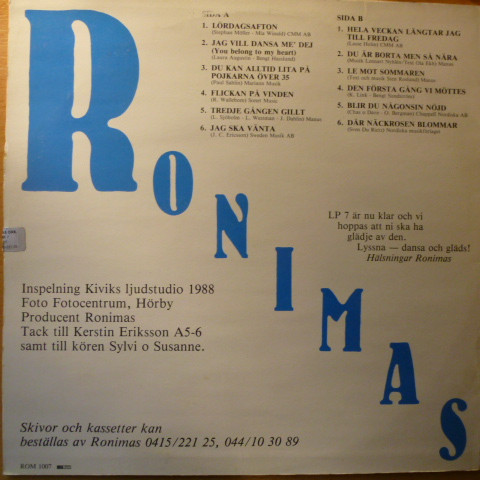 SIDA A
1. LÖRDAGSAFTON
2. JAG VILL DANSA ME' DEJ
(You belong to my heart)
3. DU KAN ALLTID LITA PÅ
POJKARNA ÖVER 35
4. FLICKAN PÅ VINDEN
5. TREDJE GÅNGEN GILLT
6. JAG SKA VÄNTA
(J. C. Ericsson) Sweden Music AB
SIDA B
1. HELA VECKAN LÄNGTAR JAG
TILL FREDAG
2. DU ÄR BORTA MEN SÅ NÄRA
3. LE MOT SOMMAREN
4. DEN FÖRSTA GÅNG VI MÖTTES
5. BLIR DU NÅGONSIN NÖJD
6. DÄR NÄCKROSEN BLOMMAR
RONIMAS
LP 7 är nu klar och vi
hoppas att ni ska ha
glädje av den.
Lyssna — dansa och gläds!
Hälsningar Ronimas
Inspelning Kiviks ljudstudio 1988
Foto Fotocentrum, Hörby
Producent Ronimas
Tack till Kerstin Eriksson A5-6
samt till kören Sylvi o Susanne.
Skivor och kassetter kan
beställas av Ronimas 0415/221 25, 044/10 30 89
ROM 1007